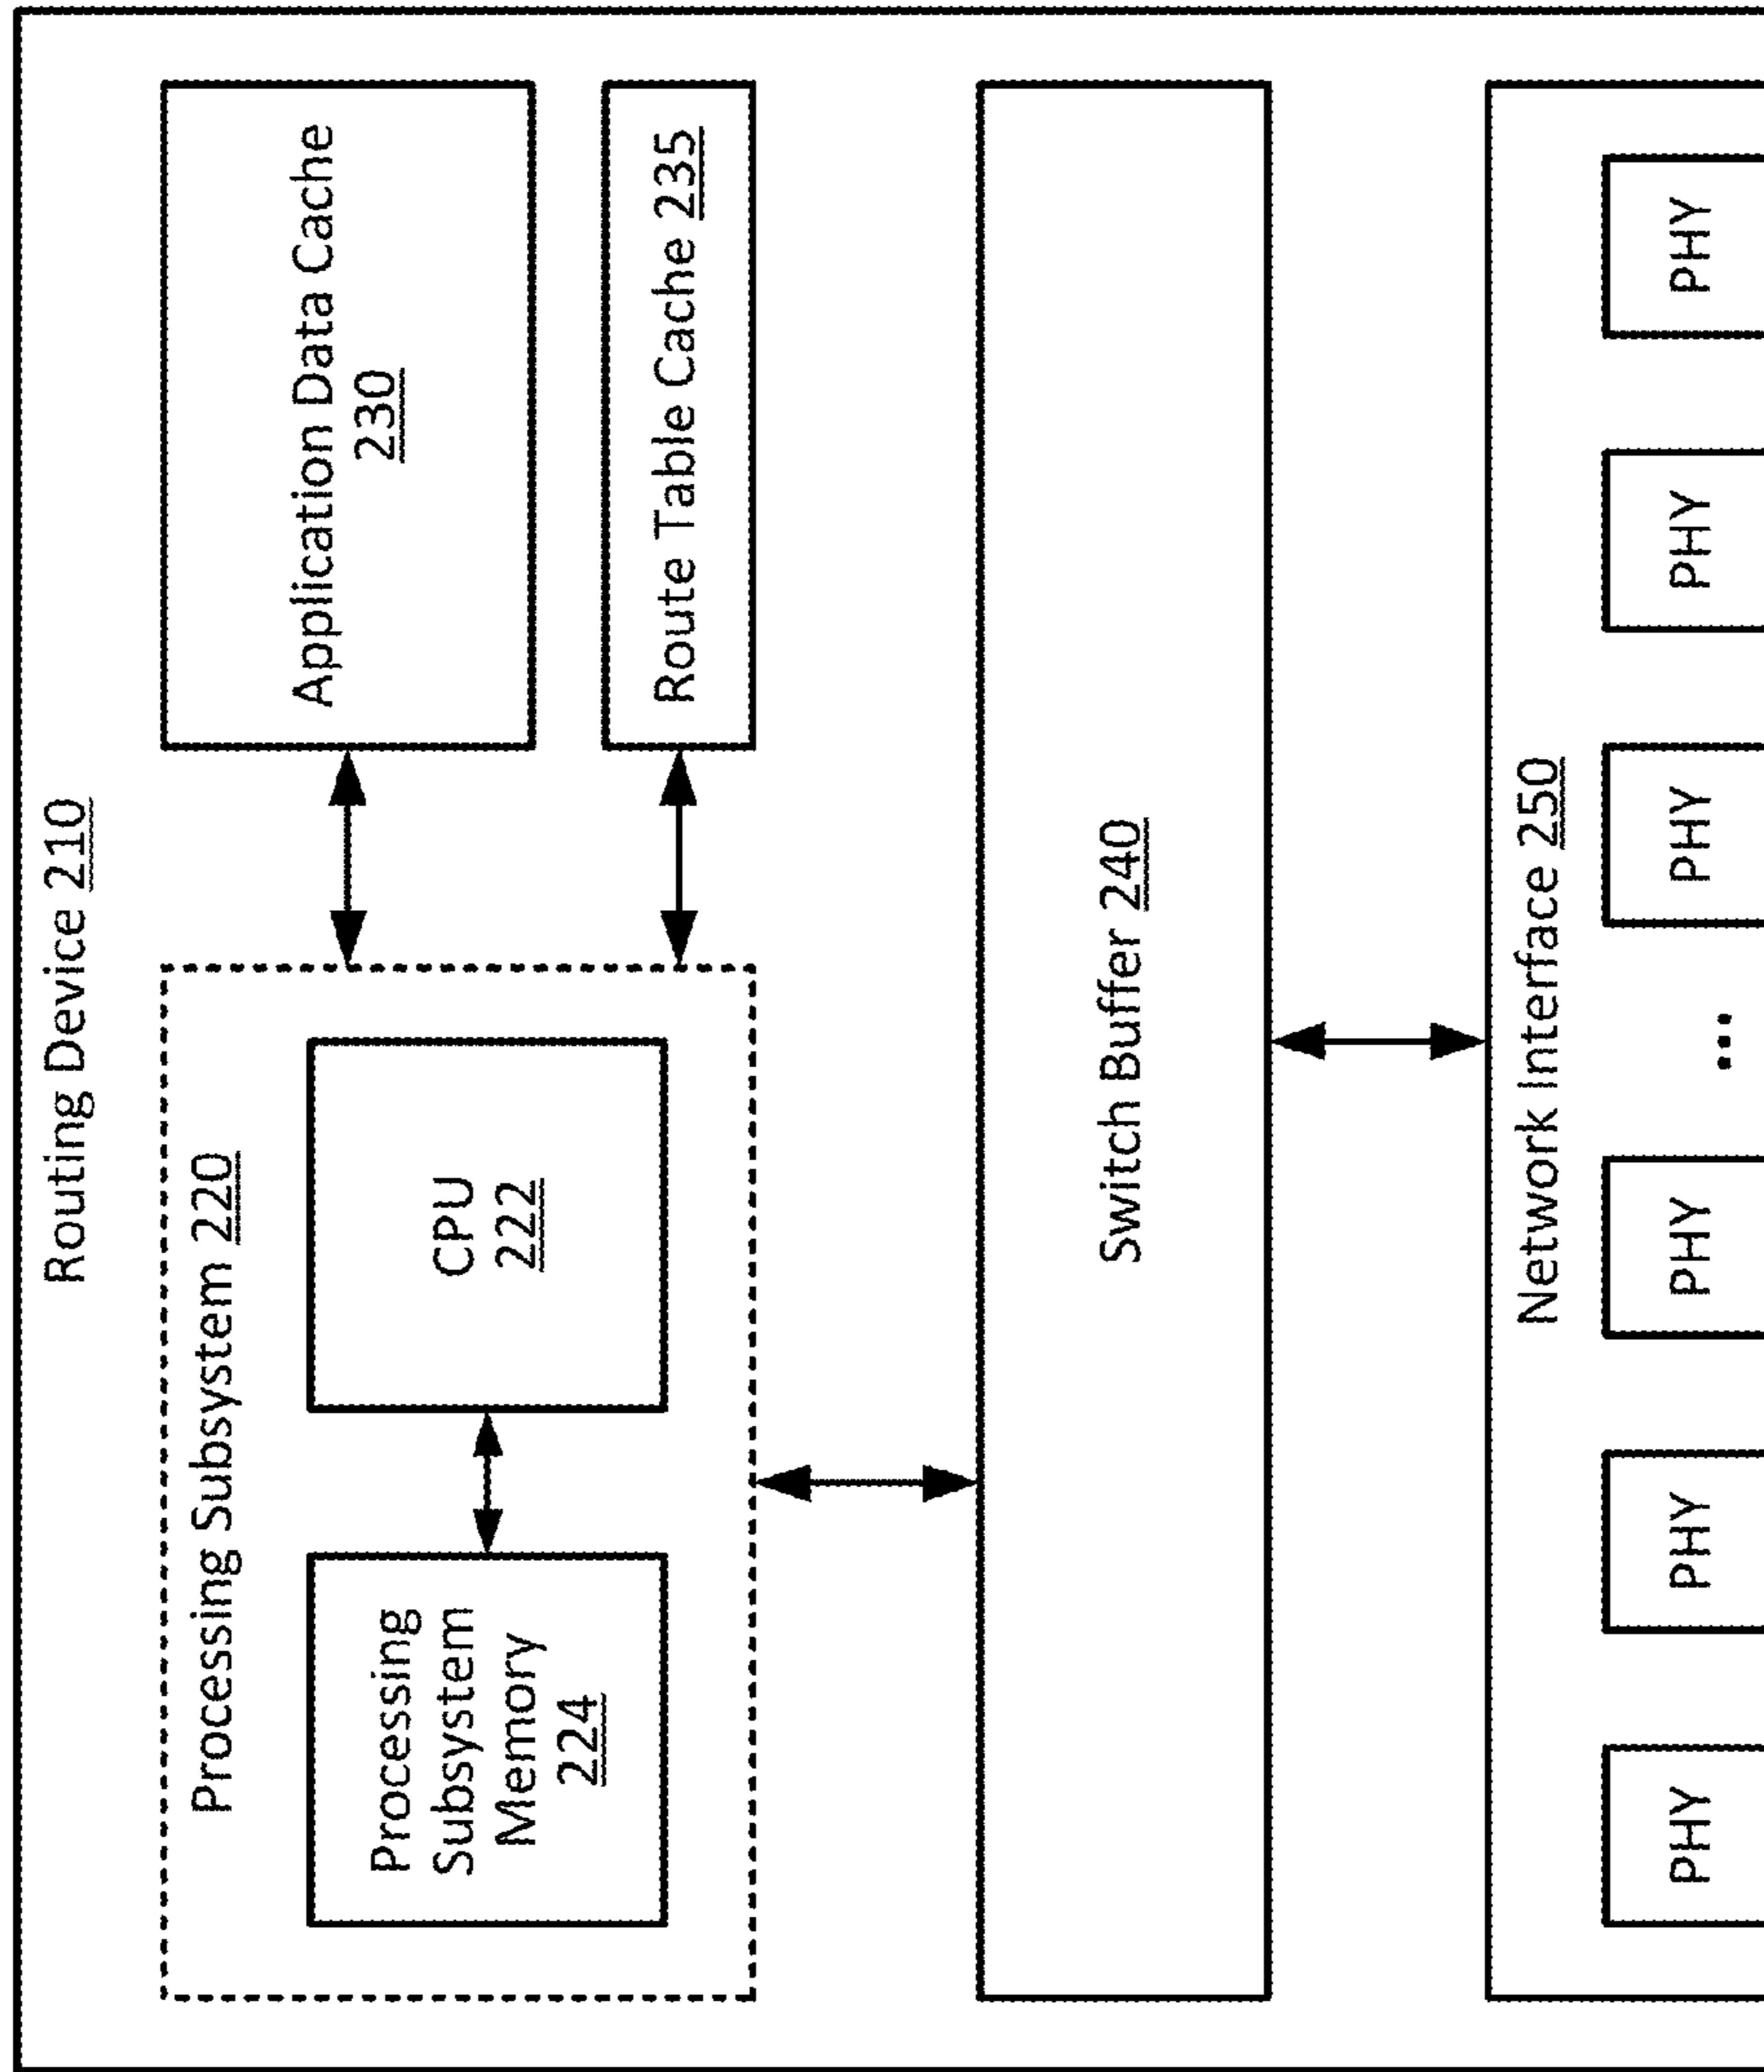 Routing Device 210
Processing Subsystem 220
Processing
Subsystem
Memory
224
CPU
222
Application Data Cache
230
Route Table Cache 235
Switch Buffer 240
Network Interface 250
PHY
PHY
PHY
...
PHY
PHY
PHY